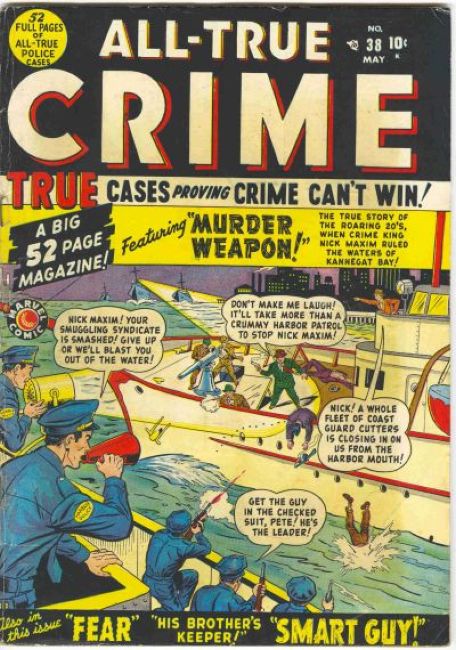 52
FULL PAGES
OF
ALL-TRUE
POLICE
CASES
ALL-TRUE
CRIME
NO.
38 10¢
MAY K
TRUE CASES PROVING CRIME CAN'T WIN!
A BIG
52 PAGE
MAGAZINE!
Featuring "MURDER
WEAPON!"
THE TRUE STORY OF
THE ROARING 20'S,
WHEN CRIME KING
NICK MAXIM RULED
THE WATERS OF
KANNEGAT BAY!
MARVEL
COMIC
NICK MAXIM! YOUR
SMUGGLING SYNDICATE
IS SMASHED! GIVE UP
OR WE'LL BLAST YOU
OUT OF THE WATER!
DON'T MAKE ME LAUGH!
IT'LL TAKE MORE THAN A
CRUMMY HARBOR PATROL
TO STOP NICK MAXIM!
NICK! A WHOLE
FLEET OF COAST
GUARD CUTTERS
IS CLOSING IN ON
US FROM THE
HARBOR MOUTH!
GET THE GUY
IN THE CHECKED
SUIT, PETE! HE'S
THE LEADER!
Also in
this issue
"FEAR"
"HIS BROTHER'S
KEEPER!"
"SMART GUY!"